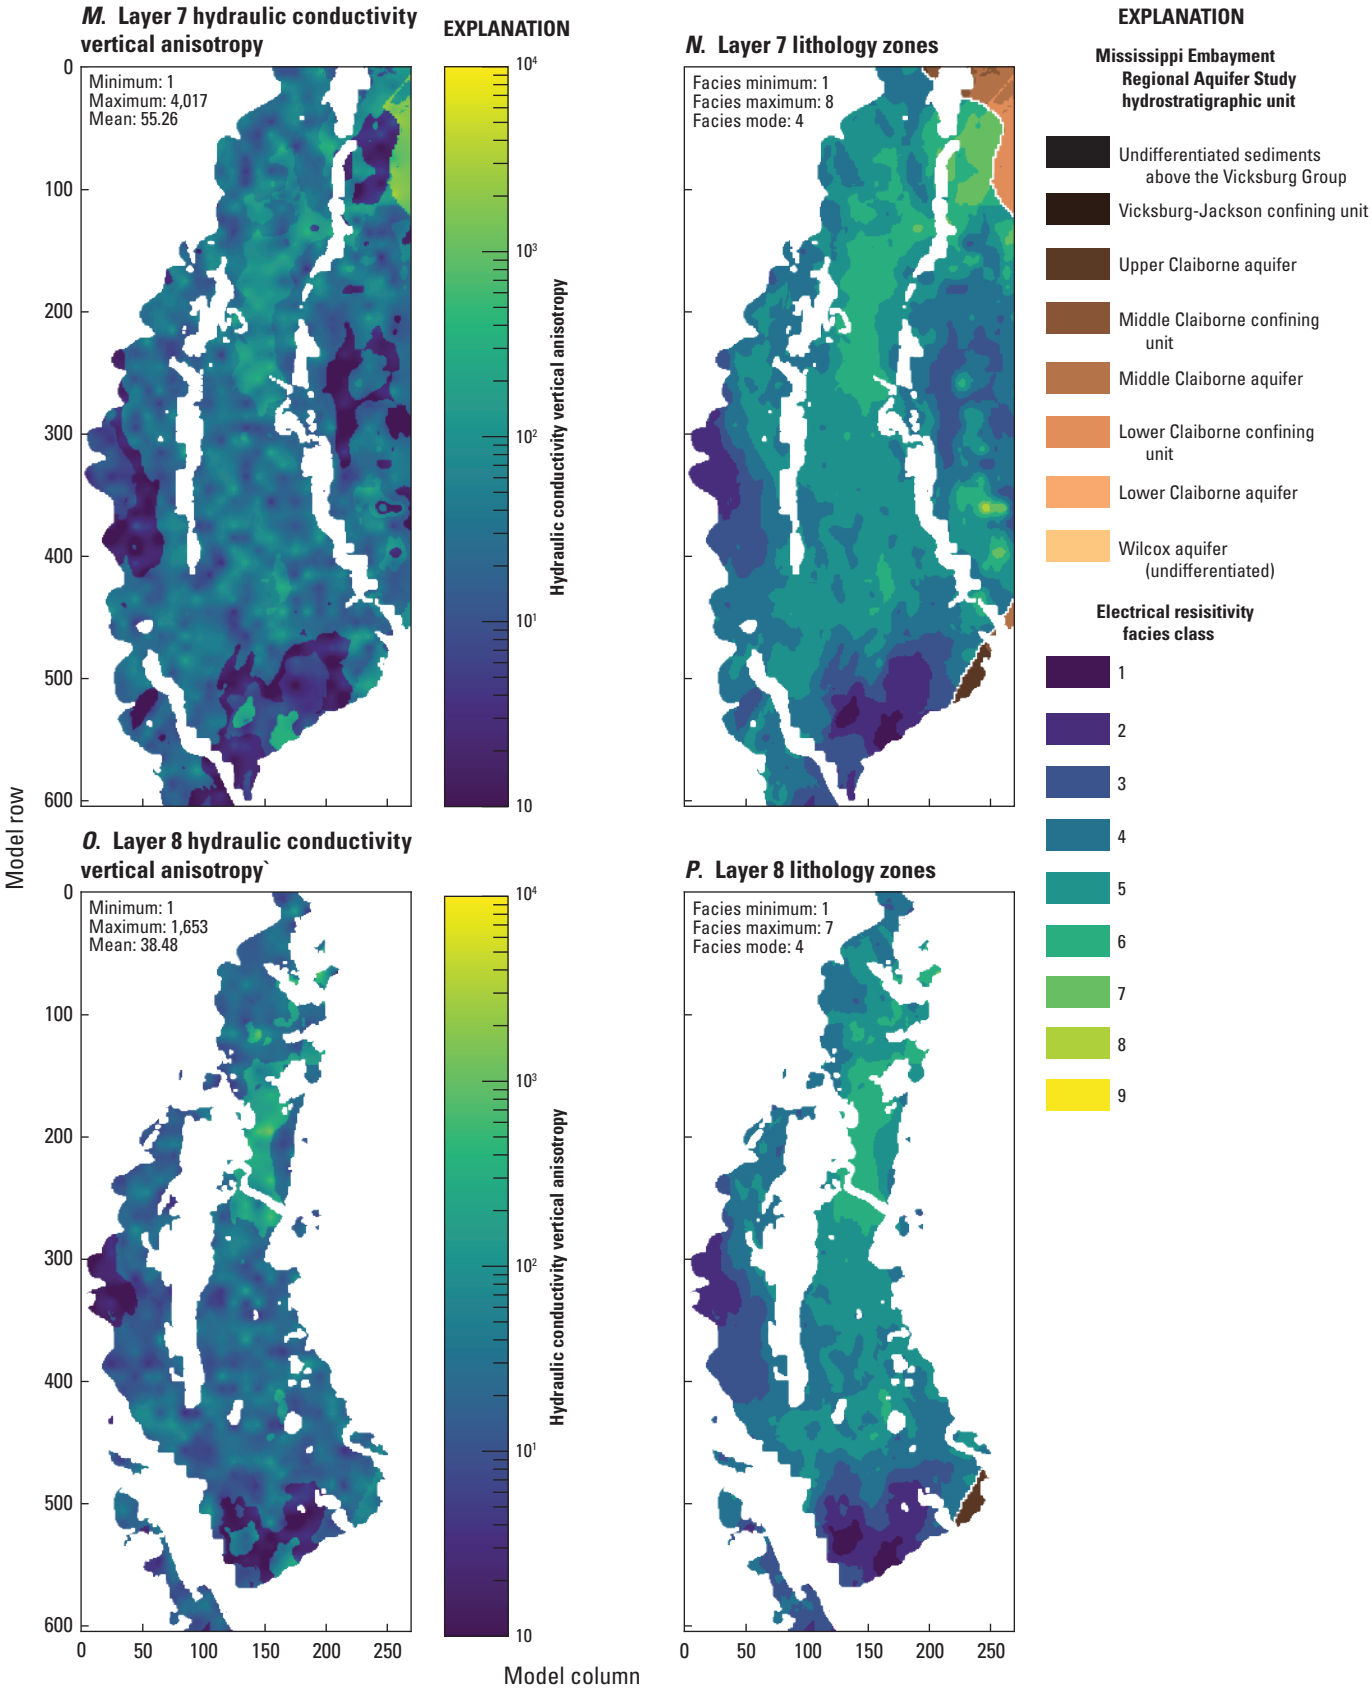 M. Layer 7 hydraulic conductivity
vertical anisotropy
EXPLANATION
Minimum: 1
Maximum: 4,017
Mean: 55.26
0
100
200
300
400
500
600
10⁴
10³
10²
10¹
10
Hydraulic conductivity vertical anisotropy
N. Layer 7 lithology zones
Facies minimum: 1
Facies maximum: 8
Facies mode: 4
EXPLANATION
Mississippi Embayment
Regional Aquifer Study
hydrostratigraphic unit
Undifferentiated sediments
above the Vicksburg Group
Vicksburg-Jackson confining unit
Upper Claiborne aquifer
Middle Claiborne confining
unit
Middle Claiborne aquifer
Lower Claiborne confining
unit
Lower Claiborne aquifer
Wilcox aquifer
(undifferentiated)
Electrical resisitivity
facies class
1
2
3
4
5
6
7
8
9
Model row
O. Layer 8 hydraulic conductivity
vertical anisotropy`
Minimum: 1
Maximum: 1,653
Mean: 38.48
0
100
200
300
400
500
600
0 50 100 150 200 250
10⁴
10³
10²
10¹
10
Hydraulic conductivity vertical anisotropy
P. Layer 8 lithology zones
Facies minimum: 1
Facies maximum: 7
Facies mode: 4
0 50 100 150 200 250
Model column